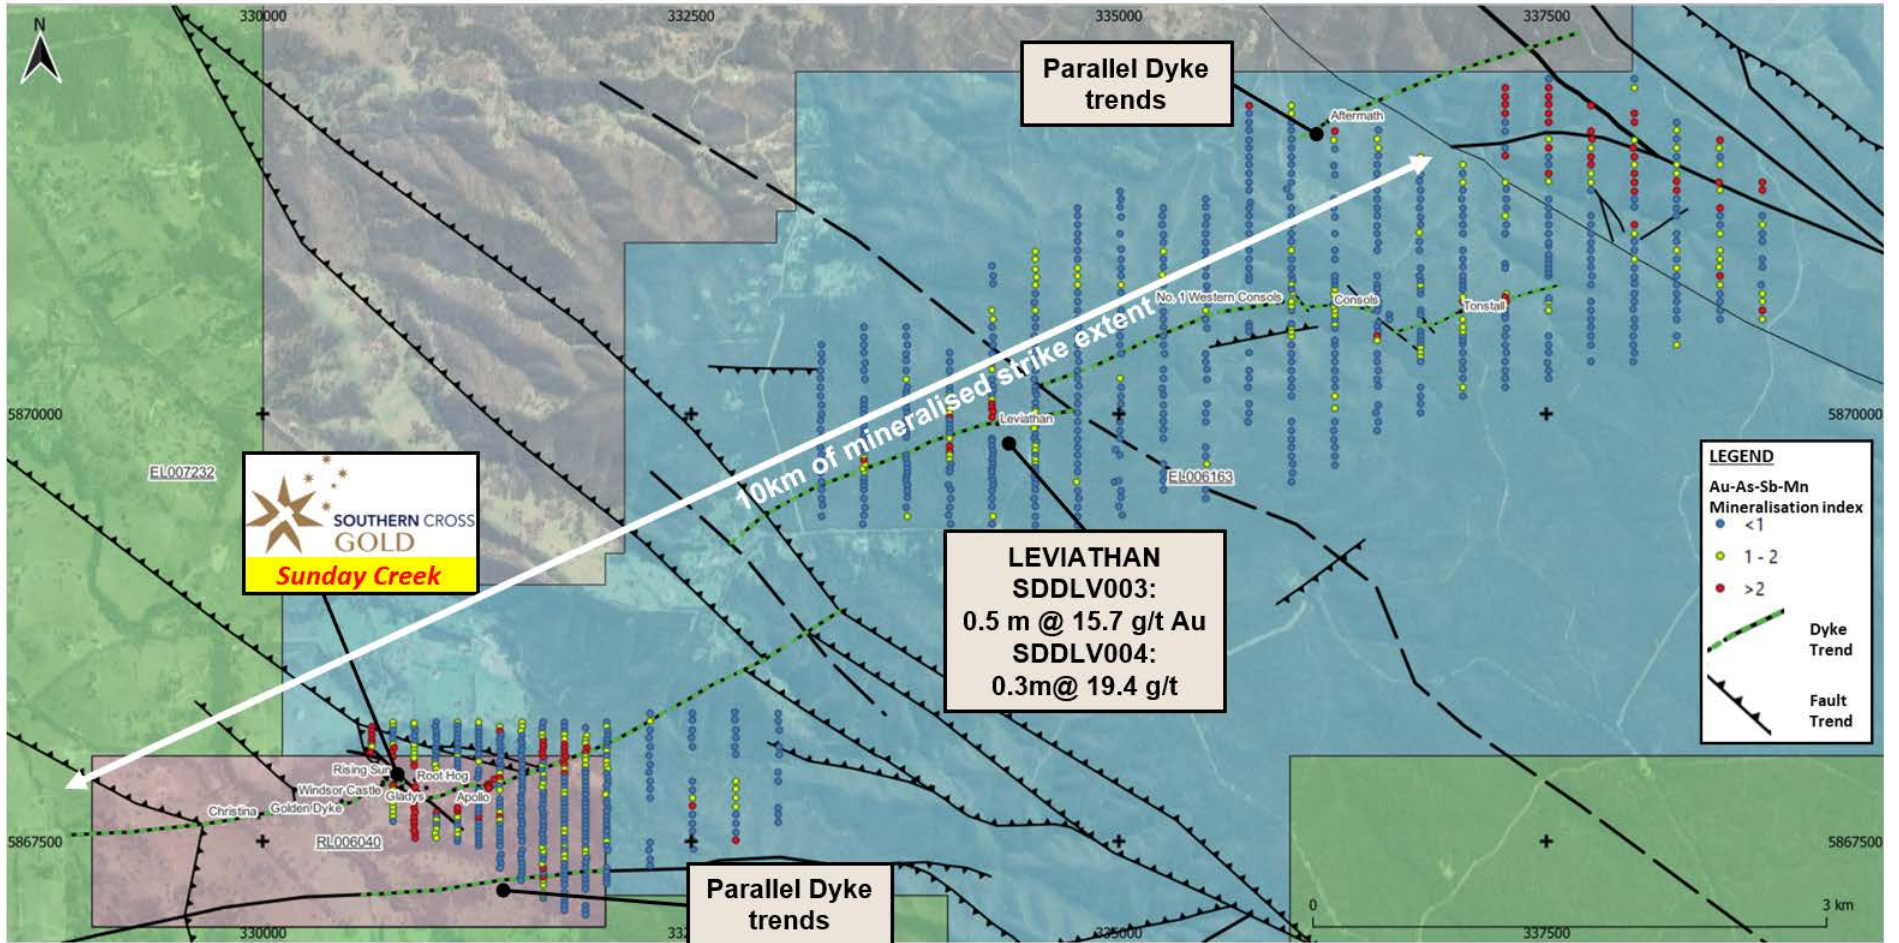 N
330000
332500
335000
337500
Parallel Dyke
trends
Aftermath
No. 1 Western Consols
Consols
Tonstall
10km of mineralised strike extent
5870000
5870000
Leviathan
EL007232
EL006163
SOUTHERN CROSS
GOLD
Sunday Creek
LEVIATHAN
SDDLV003:
0.5 m @ 15.7 g/t Au
SDDLV004:
0.3m@ 19.4 g/t
LEGEND
Au-As-Sb-Mn
Mineralisation index
<1
1 - 2
>2
Dyke
Trend
Fault
Trend
Rising Sun
Root Hog
Windsor Castle
Gladys
Apollo
Christina
Golden Dyke
5867500
RL006040
5867500
Parallel Dyke
trends
0
3 km
330000
335000
337500